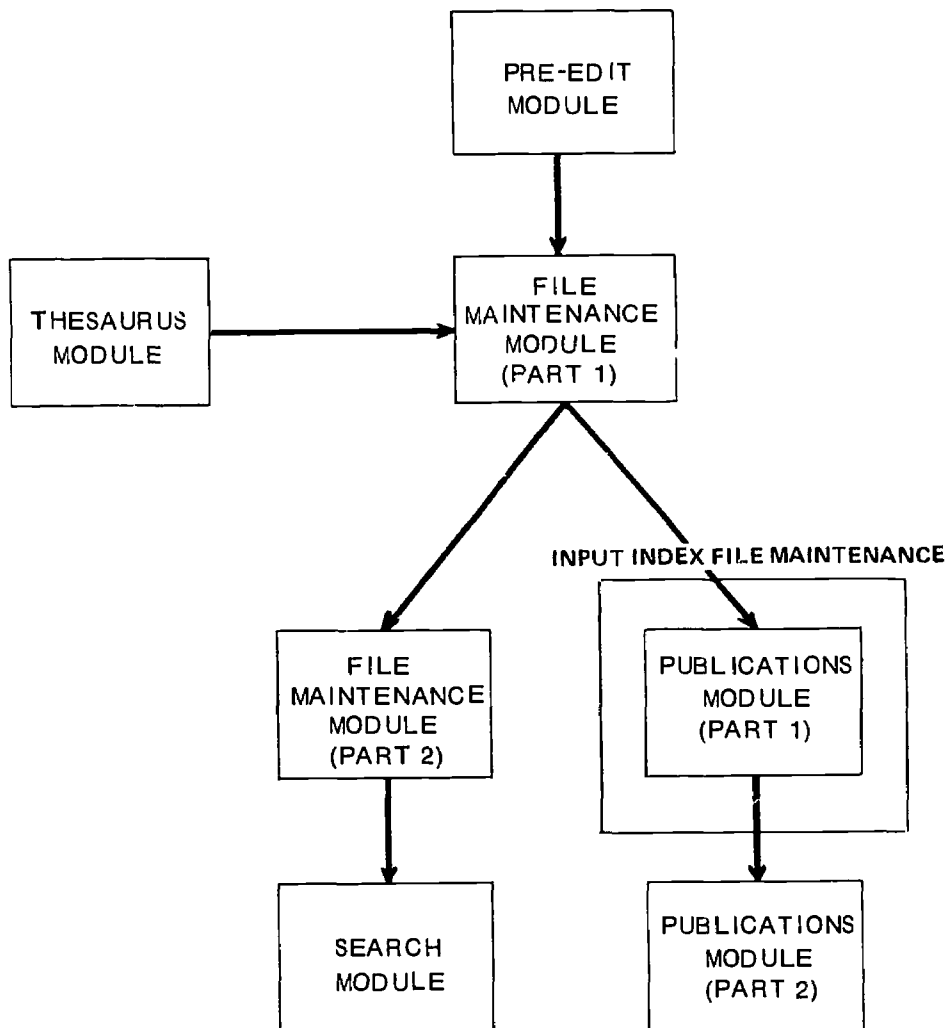 PRE-EDIT
MODULE
THESAURUS
MODULE
FILE
MAINTENANCE
MODULE
(PART 1)
INPUT INDEX FILE MAINTENANCE
FILE
MAINTENANCE
MODULE
(PART 2)
PUBLICATIONS
MODULE
(PART 1)
SEARCH
MODULE
PUBLICATIONS
MODULE
(PART 2)